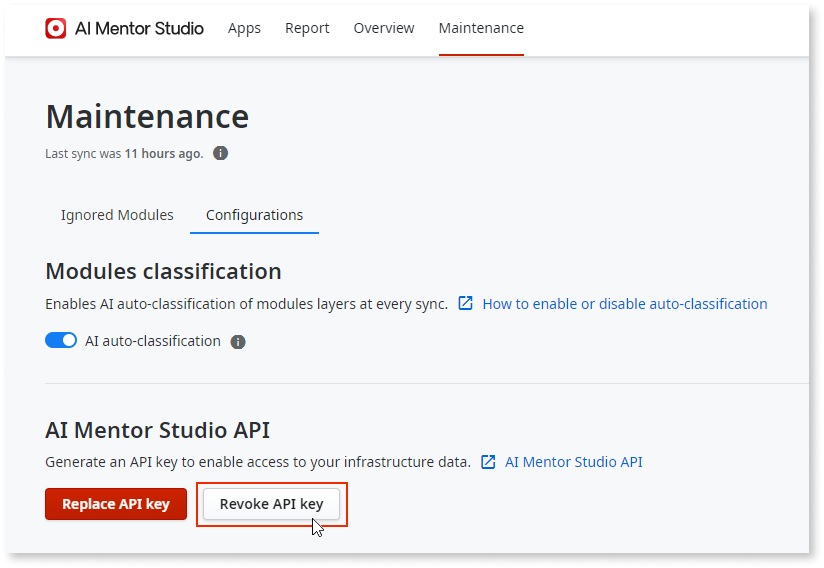 AI Mentor Studio Apps Report Overview Maintenance
Maintenance
Last sync was 11 hours ago.
Ignored Modules Configurations
Modules classification
Enables AI auto-classification of modules layers at every sync. How to enable or disable auto-classification
AI auto-classification
AI Mentor Studio API
Generate an API key to enable access to your infrastructure data. AI Mentor Studio API
Replace API key Revoke API key